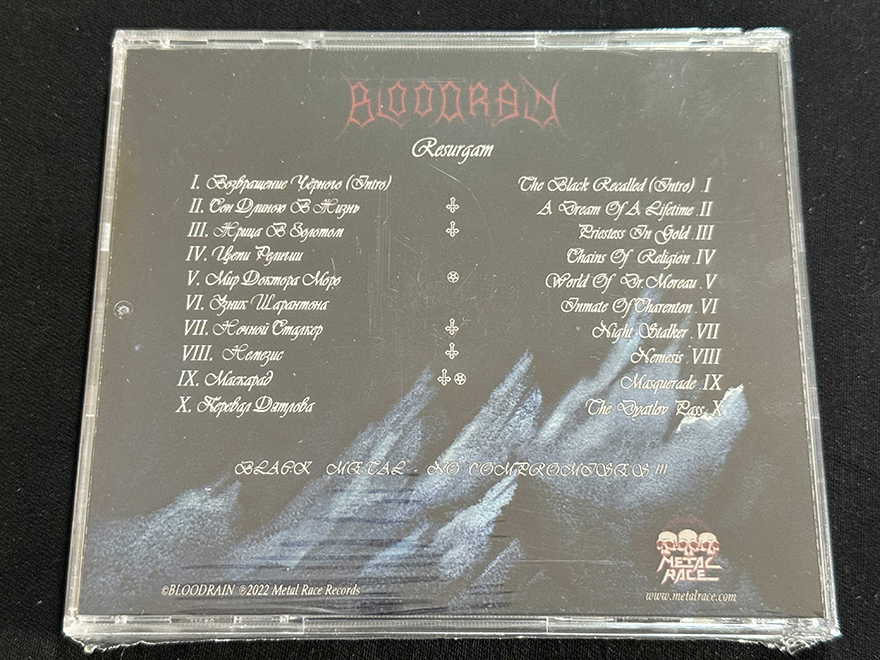 BLOODRAIN
Resurgam
I. Возвращение Чёрного (Intro)
II. Сон Длиною В Жизнь
III. Жрица В Золотом
IV. Цепи Религии
V. Мир Доктора Моро
VI. Узник Шарантона
VII. Ночной Сталкер
VIII. Немезис
IX. Маскарад
X. Перевал Дятлова
The Black Recalled (Intro) .I
A Dream Of A Lifetime .II
Priestess In Gold .III
Chains Of Religion .IV
World Of Dr. Moreau .V
Inmate Of Charenton .VI
Night Stalker .VII
Nemesis .VIII
Masquerade .IX
The Dyatlov Pass .X
BLACK METAL - NO COMPROMISES !!!
METAL
RACE
©BLOODRAIN ℗2022 Metal Race Records
www.metalrace.com